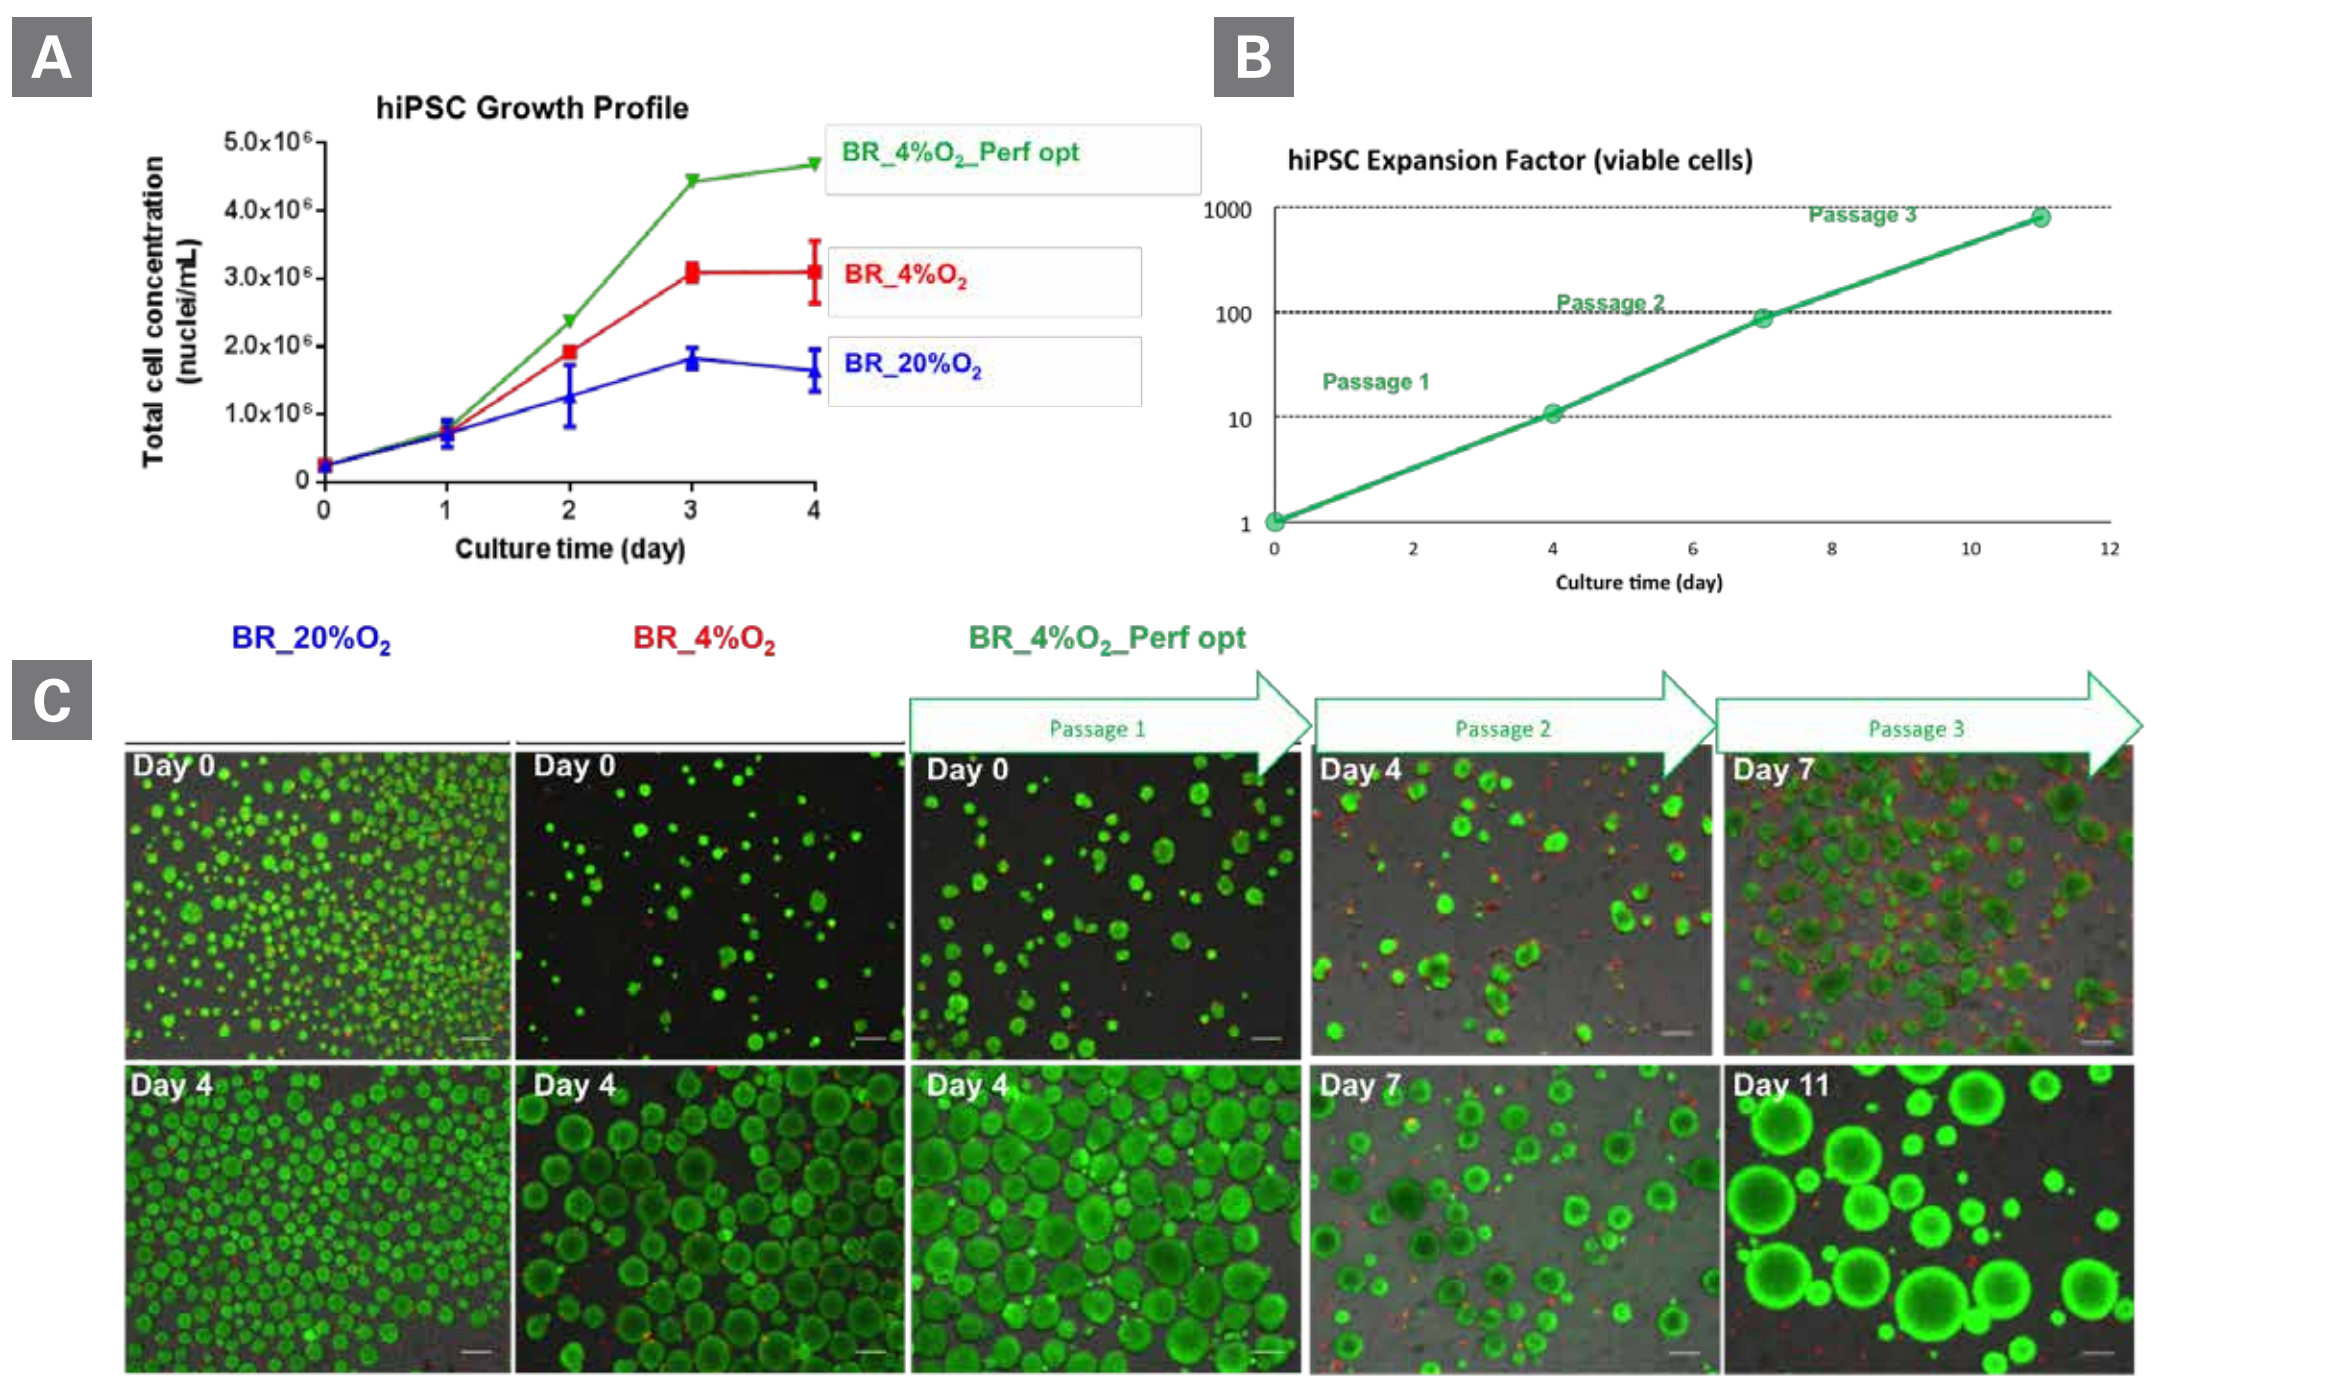 A
hiPSC Growth Profile
Total cell concentration
(nuclei/mL)
5.0x10⁶
4.0x10⁶
3.0x10⁶
2.0x10⁶
1.0x10⁶
0
0 1 2 3 4
Culture time (day)
BR_4%O₂_Perf opt
BR_4%O₂
BR_20%O₂
B
hiPSC Expansion Factor (viable cells)
1000
100
10
1
Passage 3
Passage 2
Passage 1
0 2 4 6 8 10 12
Culture time (day)
C
BR_20%O₂ BR_4%O₂ BR_4%O₂_Perf opt
Passage 1 Passage 2 Passage 3
Day 0 Day 0 Day 0 Day 4 Day 7
Day 4 Day 4 Day 4 Day 7 Day 11